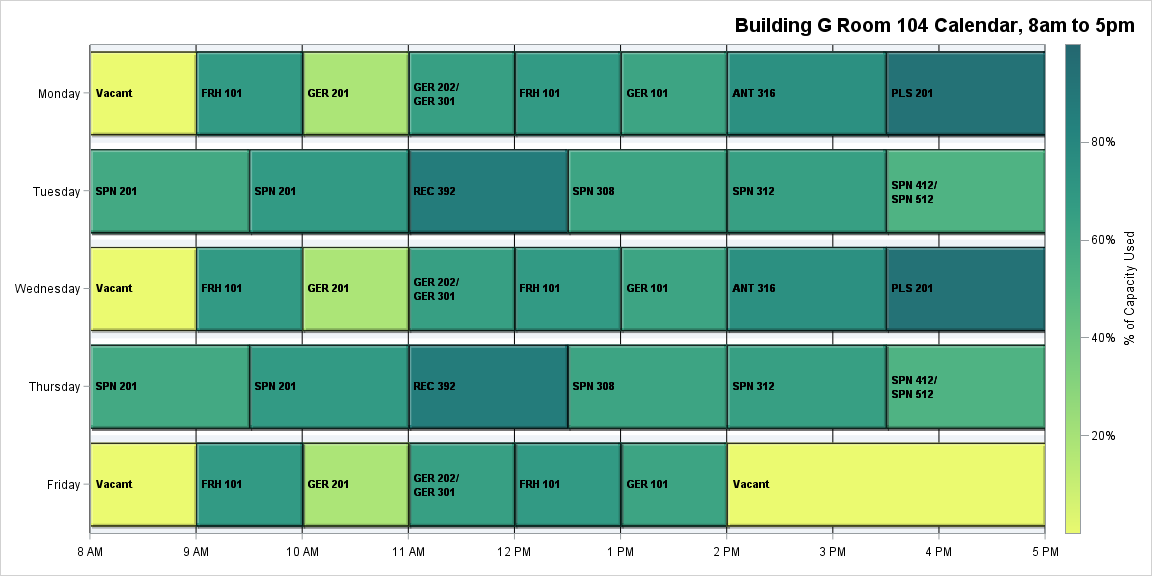 Building G Room 104 Calendar, 8am to 5pm
Monday
Vacant
FRH 101
GER 201
GER 202/
GER 301
FRH 101
GER 101
ANT 316
PLS 201
Tuesday
SPN 201
SPN 201
REC 392
SPN 308
SPN 312
SPN 412/
SPN 512
Wednesday
Vacant
FRH 101
GER 201
GER 202/
GER 301
FRH 101
GER 101
ANT 316
PLS 201
Thursday
SPN 201
SPN 201
REC 392
SPN 308
SPN 312
SPN 412/
SPN 512
Friday
Vacant
FRH 101
GER 201
GER 202/
GER 301
FRH 101
GER 101
Vacant
8 AM
9 AM
10 AM
11 AM
12 PM
1 PM
2 PM
3 PM
4 PM
5 PM
80%
60%
40%
20%
% of Capacity Used